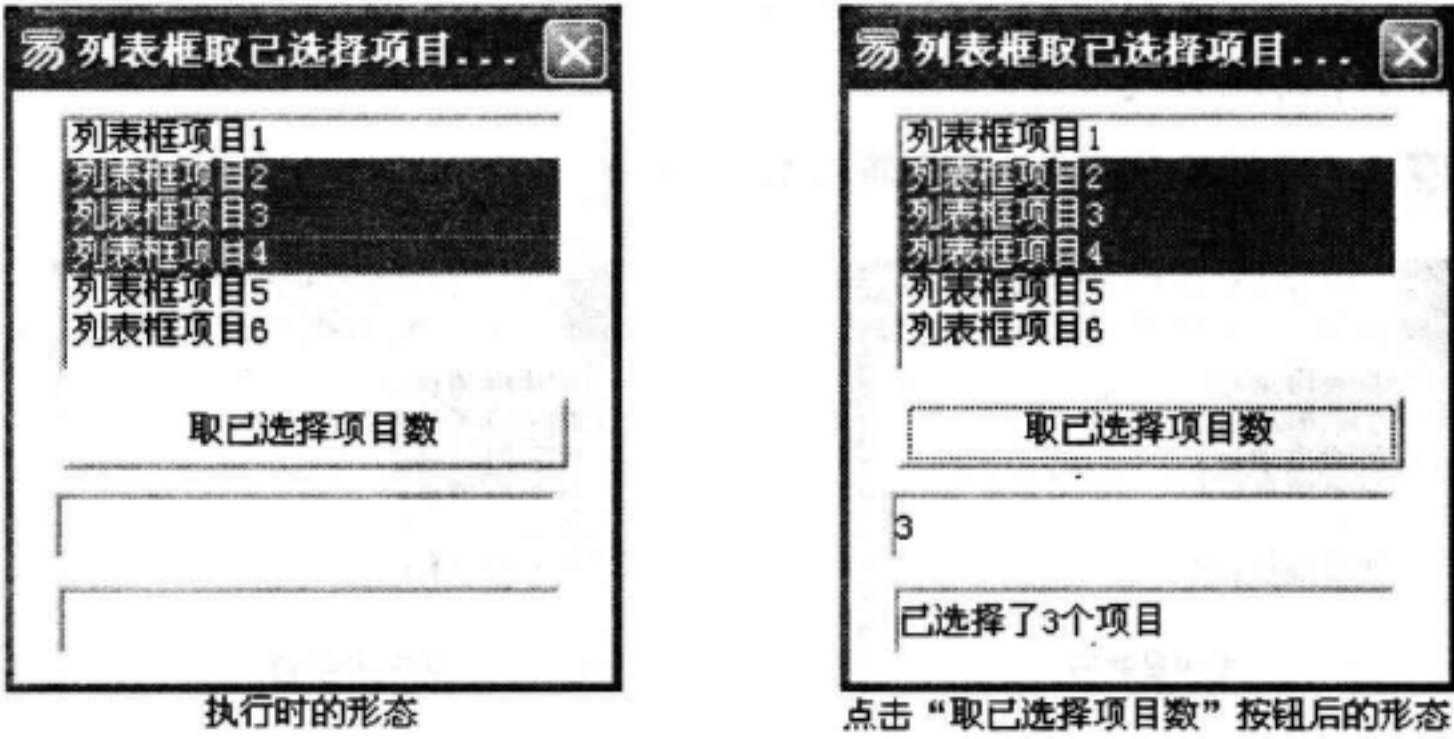 易 列表框取已选择项目...
列表框项目1
列表框项目2
列表框项目3
列表框项目4
列表框项目5
列表框项目6
取已选择项目数
执行时的形态
易 列表框取已选择项目...
列表框项目1
列表框项目2
列表框项目3
列表框项目4
列表框项目5
列表框项目6
取已选择项目数
3
已选择了3个项目
点击“取已选择项目数”按钮后的形态